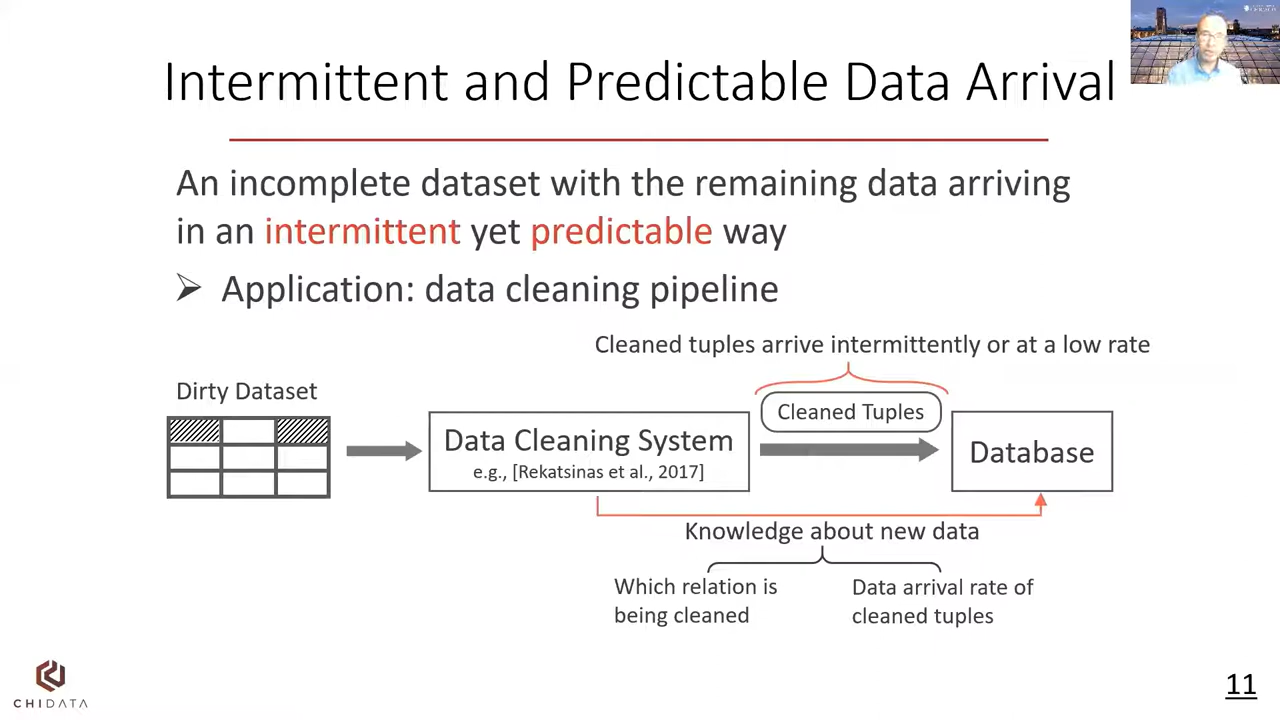 Intermittent and Predictable Data Arrival
An incomplete dataset with the remaining data arriving
in an intermittent yet predictable way
Application: data cleaning pipeline
Cleaned tuples arrive intermittently or at a low rate
Dirty Dataset
Cleaned Tuples
Data Cleaning System
e.g., [Rekatsinas et al., 2017]
Database
Knowledge about new data
Which relation is
being cleaned
Data arrival rate of
cleaned tuples
CHIDATA
11